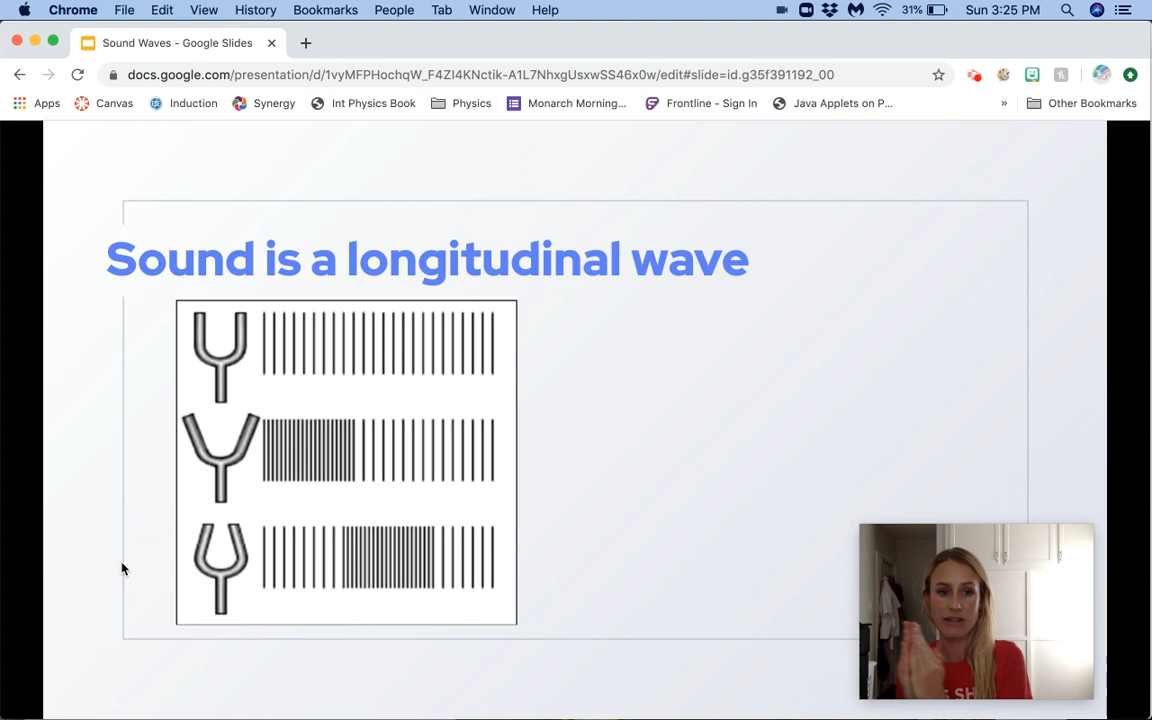 Chrome File Edit View History Bookmarks People Tab Window Help 31% Sun 3:25 PM
Sound Waves - Google Slides
docs.google.com/presentation/d/1vyMFPHochqW_F4ZI4KNctik-A1L7NhxgUsxwSS46x0w/edit#slide=id.g35f391192_00
Apps Canvas Induction Synergy Int Physics Book Physics Monarch Morning... Frontline - Sign In Java Applets on P... » Other Bookmarks
Sound is a longitudinal wave